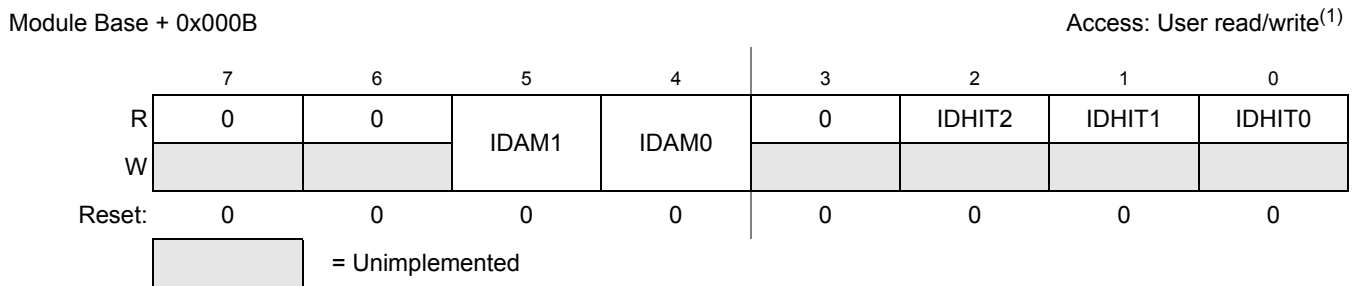 Module Base + 0x000B Access: User read/write(1)
7 6 5 4 3 2 1 0
R 0 0 IDAM1 IDAM0 0 IDHIT2 IDHIT1 IDHIT0
W
Reset: 0 0 0 0 0 0 0 0
= Unimplemented